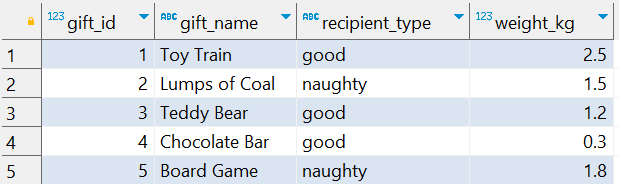 123 gift_id ABC gift_name ABC recipient_type 123 weight_kg
1 1 Toy Train good 2.5
2 2 Lumps of Coal naughty 1.5
3 3 Teddy Bear good 1.2
4 4 Chocolate Bar good 0.3
5 5 Board Game naughty 1.8